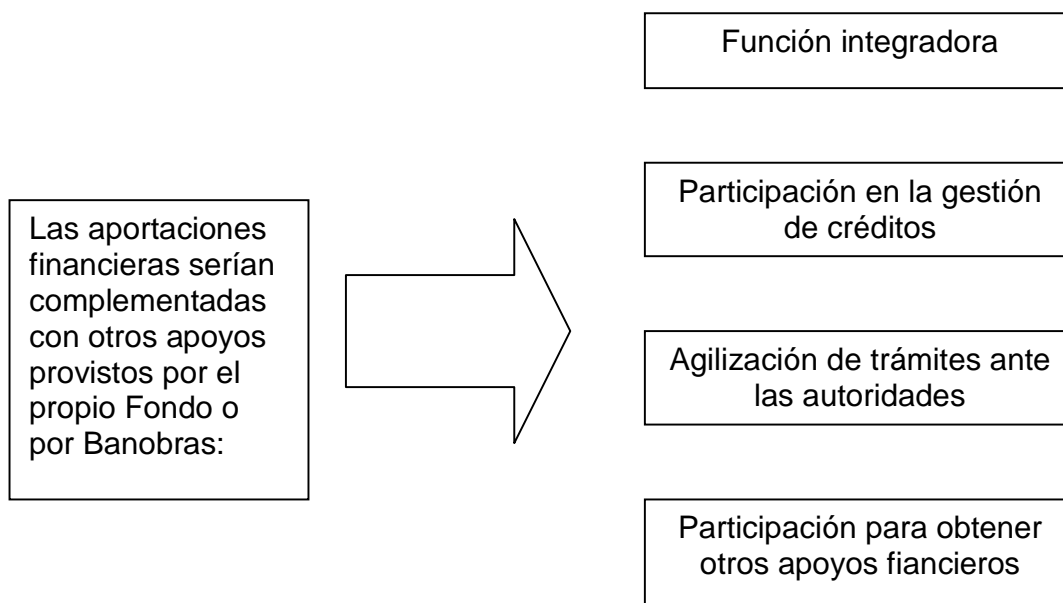 Función integradora
Participación en la gestión
de créditos
Las aportaciones
financieras serían
complementadas
con otros apoyos
provistos por el
propio Fondo o
por Banobras:
Agilización de trámites ante
las autoridades
Participación para obtener
otros apoyos fiancieros